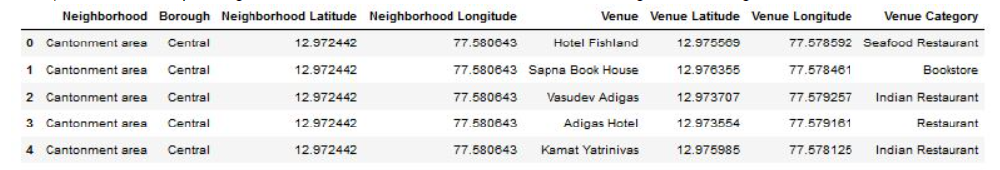 Neighborhood Borough Neighborhood Latitude Neighborhood Longitude Venue Venue Latitude Venue Longitude Venue Category
0 Cantonment area Central 12.972442 77.580643 Hotel Fishland 12.975569 77.578592 Seafood Restaurant
1 Cantonment area Central 12.972442 77.580643 Sapna Book House 12.976355 77.578461 Bookstore
2 Cantonment area Central 12.972442 77.580643 Vasudev Adigas 12.973707 77.579257 Indian Restaurant
3 Cantonment area Central 12.972442 77.580643 Adigas Hotel 12.973554 77.579161 Restaurant
4 Cantonment area Central 12.972442 77.580643 Kamat Yatrinivas 12.975985 77.578125 Indian Restaurant